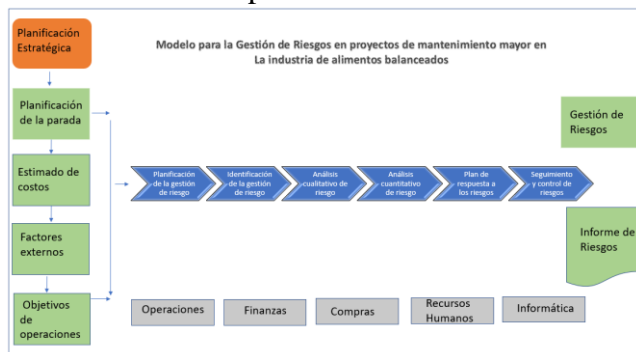 Planificación
Estratégica
Modelo para la Gestión de Riesgos en proyectos de mantenimiento mayor en
La industria de alimentos balanceados
Planificación
de la parada
Gestión de
Riesgos
Estimado de
costos
Planificación
de la gestión
de riesgo
Identificación
de la gestión
de riesgo
Análisis
cualitativo de
riesgo
Análisis
cuantitativo de
riesgo
Plan de
respuesta a
los riesgos
Seguimiento
y control de
riesgos
Factores
externos
Informe de
Riesgos
Objetivos
de
operaciones
Operaciones
Finanzas
Compras
Recursos
Humanos
Informática